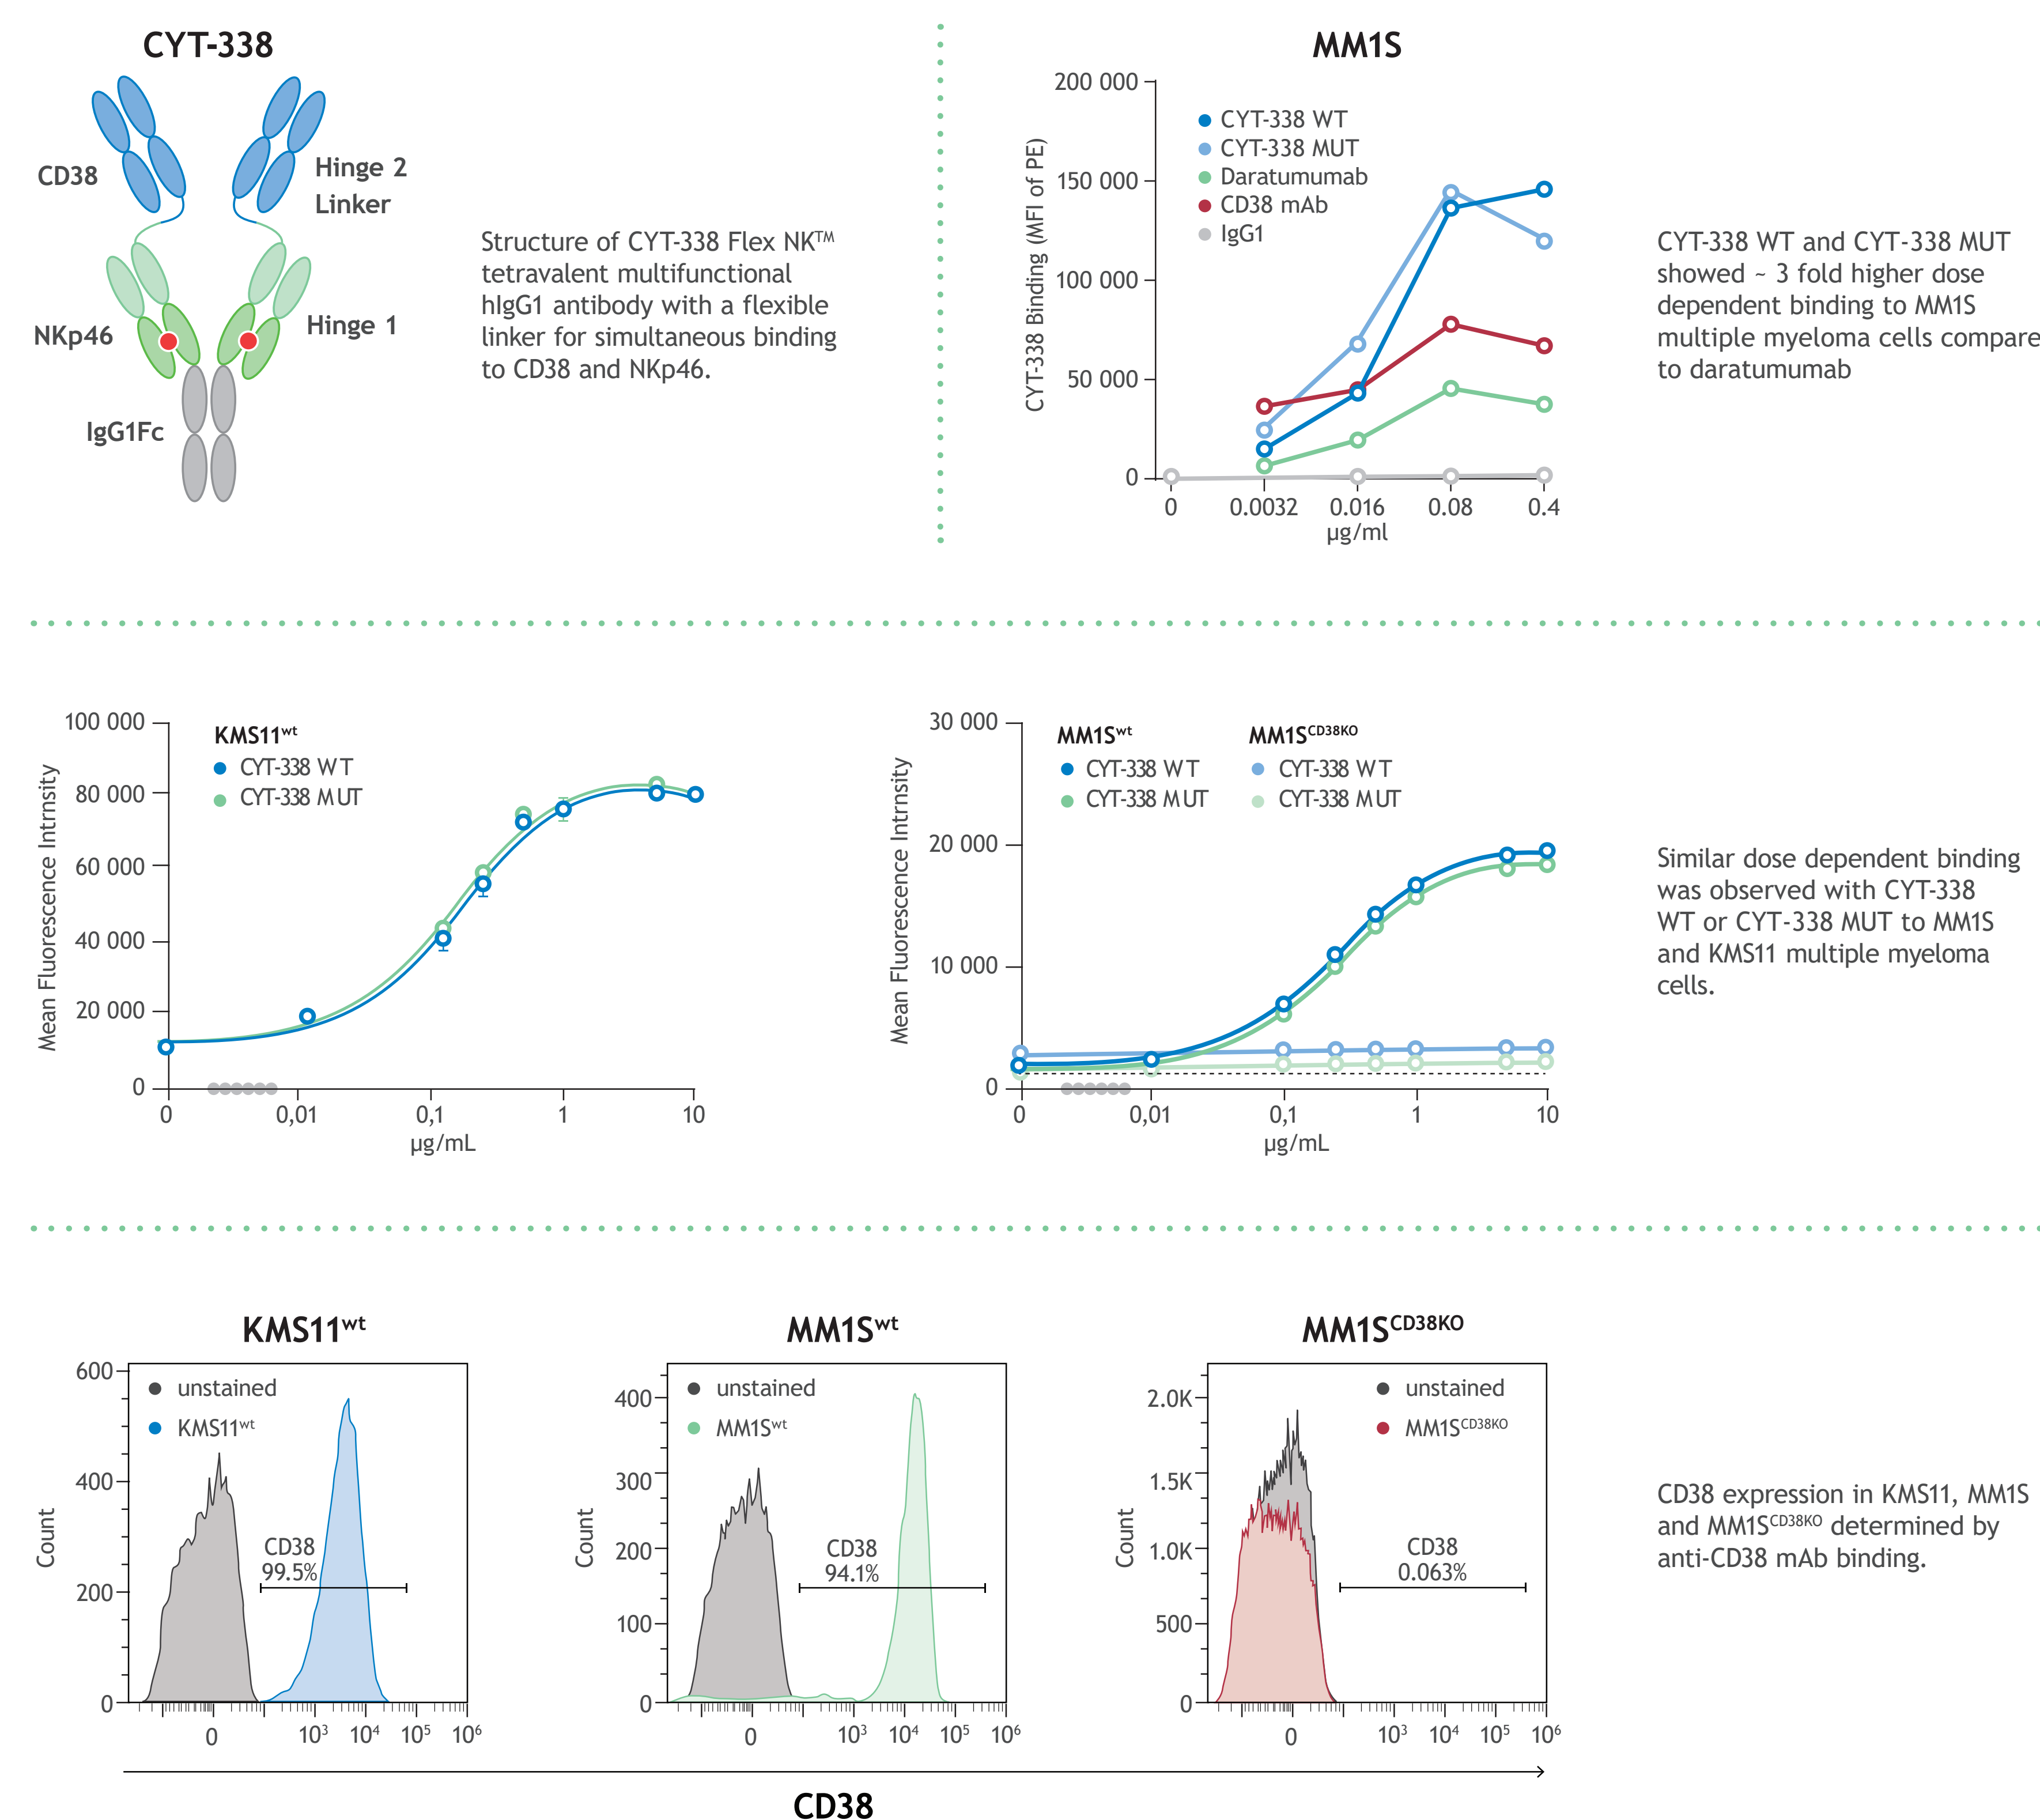 CYT-338
CD38
Hinge 2
Linker
NKp46
Hinge 1
IgG1Fc
Structure of CYT-338 Flex NK™
tetravalent multifunctional
hIgG1 antibody with a flexible
linker for simultaneous binding
to CD38 and NKp46.
MM1S
CYT-338 Binding (MFI of PE)
200 000
150 000
100 000
50 000
0
CYT-338 WT
CYT-338 MUT
Daratumumab
CD38 mAb
IgG1
0 0.0032 0.016 0.08 0.4
µg/ml
CYT-338 WT and CYT-338 MUT
showed ~ 3 fold higher dose
dependent binding to MM1S
multiple myeloma cells compare
to daratumumab
Mean Fluorescence Intrnsity
100 000
80 000
60 000
40 000
20 000
0
KMS11wt
CYT-338 WT
CYT-338 MUT
0 0,01 0,1 1 10
µg/mL
Mean Fluorescence Intrnsity
30 000
20 000
10 000
0
MM1Swt
CYT-338 WT
CYT-338 MUT
MM1SCD38KO
CYT-338 WT
CYT-338 MUT
0 0,01 0,1 1 10
µg/mL
Similar dose dependent binding
was observed with CYT-338
WT or CYT-338 MUT to MM1S
and KMS11 multiple myeloma
cells.
KMS11wt
Count
600
400
200
0
unstained
KMS11wt
CD38
99.5%
0 10³ 10⁴ 10⁵ 10⁶
MM1Swt
Count
400
300
200
100
0
unstained
MM1Swt
CD38
94.1%
0 10³ 10⁴ 10⁵ 10⁶
MM1SCD38KO
Count
2.0K
1.5K
1.0K
500
0
unstained
MM1SCD38KO
CD38
0.063%
0 10³ 10⁴ 10⁵ 10⁶
CD38
CD38 expression in KMS11, MM1S
and MM1SCD38KO determined by
anti-CD38 mAb binding.